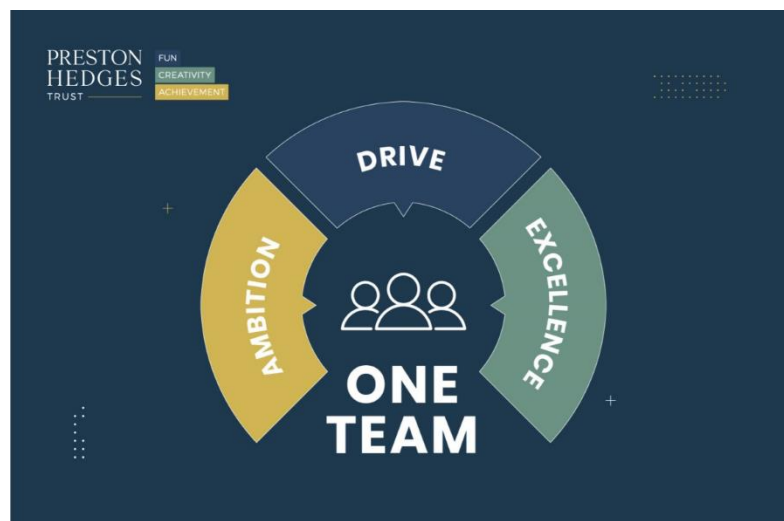 PRESTON
HEDGES
TRUST
FUN
CREATIVITY
ACHIEVEMENT
DRIVE
AMBITION
EXCELLENCE
ONE
TEAM